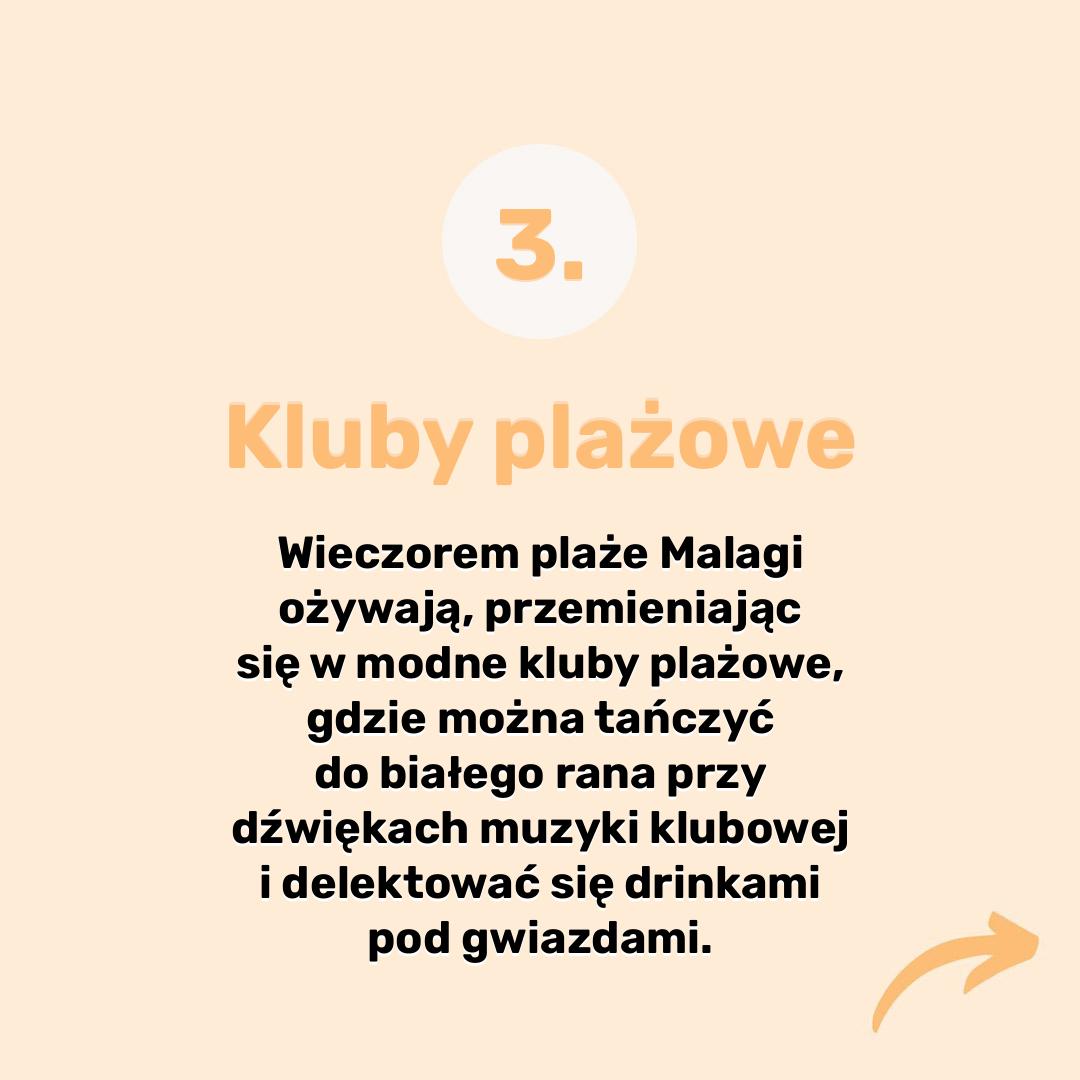 3.
Kluby plażowe
Wieczorem plaże Malagi
ożywają, przemieniając
się w modne kluby plażowe,
gdzie można tańczyć
do białego rana przy
dźwiękach muzyki klubowej
i delektować się drinkami
pod gwiazdami.